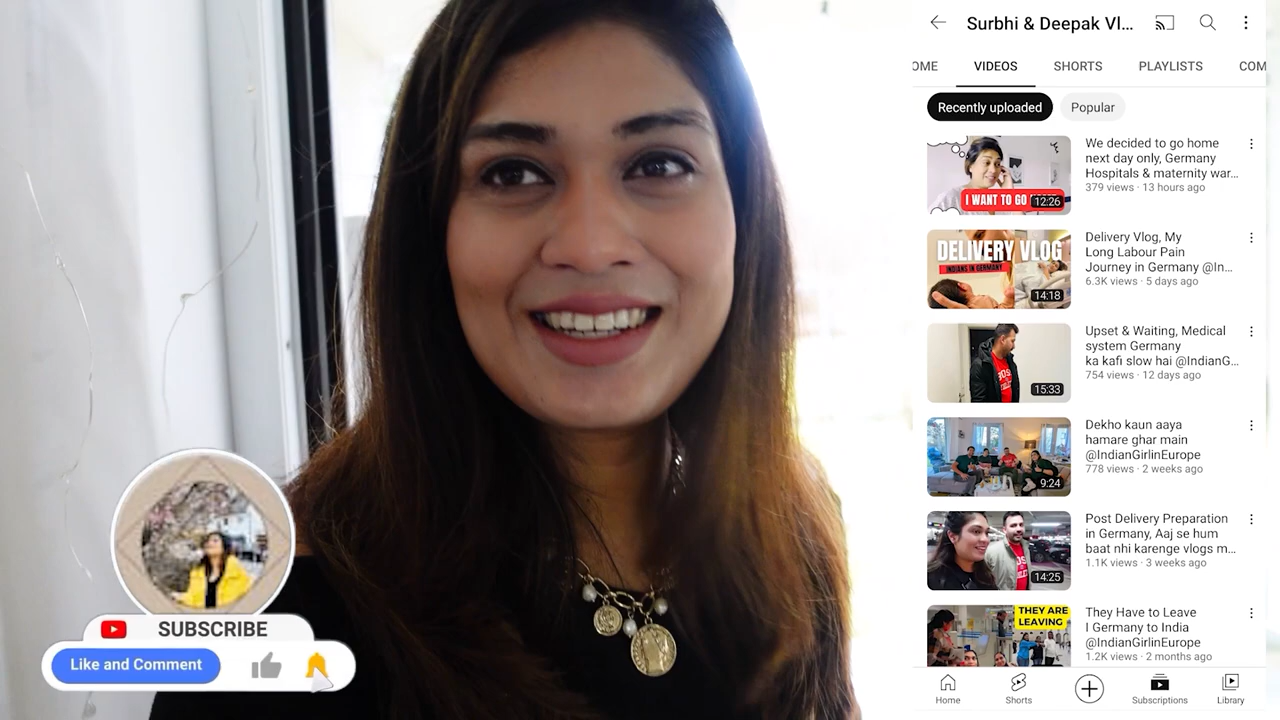 Surbhi & Deepak Vl...
OME VIDEOS SHORTS PLAYLISTS COM
Recently uploaded Popular
I WANT TO GO
12:26
We decided to go home
next day only, Germany
Hospitals & maternity war...
379 views · 13 hours ago
DELIVERY VLOG
INDIANS IN GERMANY
14:18
Delivery Vlog, My
Long Labour Pain
Journey in Germany @In...
6.3K views · 5 days ago
15:33
Upset & Waiting, Medical
system Germany
ka kafi slow hai @IndianG...
754 views · 12 days ago
9:24
Dekho kaun aaya
hamare ghar main
@IndianGirlinEurope
778 views · 2 weeks ago
14:25
Post Delivery Preparation
in Germany, Aaj se hum
baat nhi karenge vlogs m...
1.1K views · 3 weeks ago
THEY ARE
LEAVING
They Have to Leave
I Germany to India
@IndianGirlinEurope
1.2K views · 2 months ago
Home Shorts Subscriptions Library
SUBSCRIBE
Like and Comment